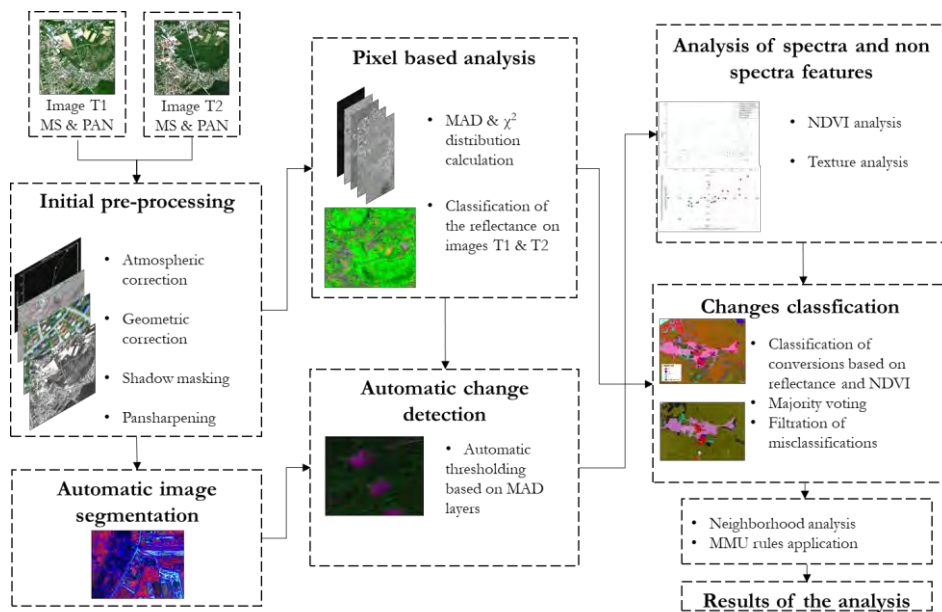 Image T1
MS & PAN
Image T2
MS & PAN
Initial pre-processing
Atmospheric
correction
Geometric
correction
Shadow masking
Pansharpening
Automatic image
segmentation
Pixel based analysis
MAD & χ²
distribution
calculation
Classification of
the reflectance on
images T1 & T2
Automatic change
detection
Automatic
thresholding
based on MAD
layers
Analysis of spectra and non
spectra features
NDVI analysis
Texture analysis
Changes classfication
Classification of
conversions based on
reflectance and NDVI
Majority voting
Filtration of
misclassifications
Neighborhood analysis
MMU rules application
Results of the analysis